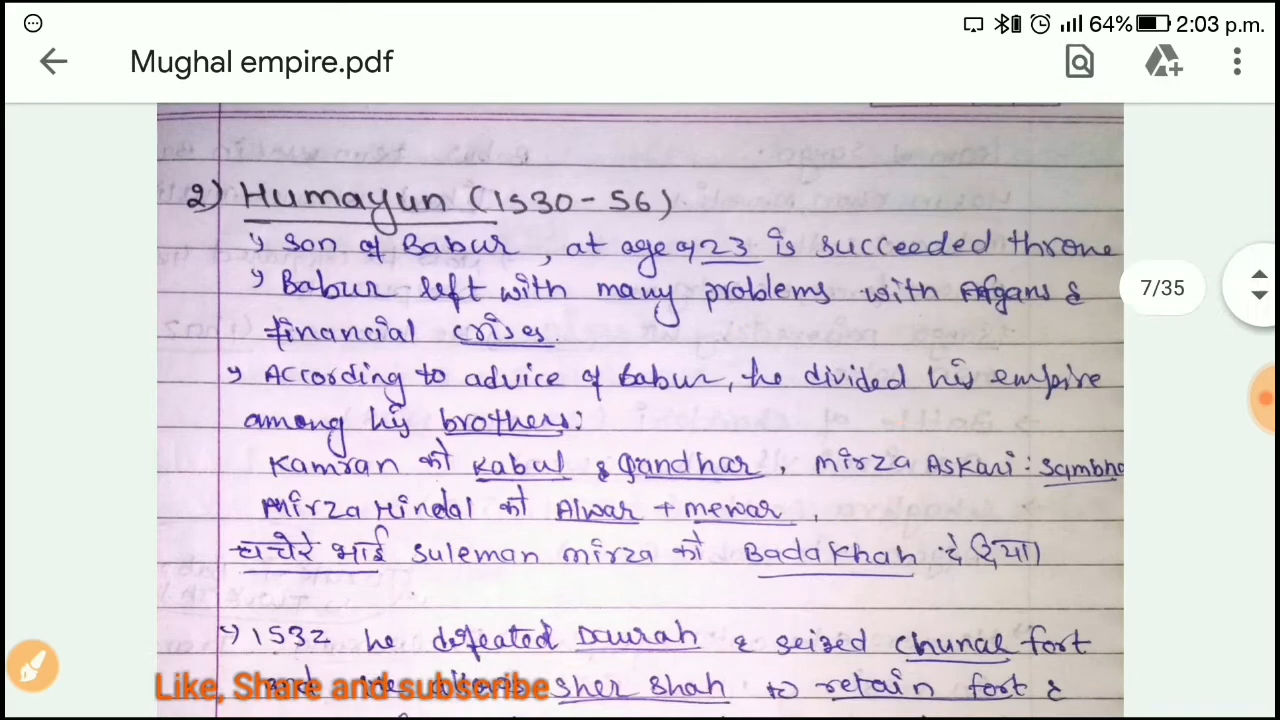 64% 2:03 p.m.
Mughal empire.pdf
2) Humayun (1530-56)
son of Babur, at age of 23 is succeeded throne
Babur left with many problems with Afgans &
financial crises.
7/35
According to advice of Babur, he divided his empire
among his brothers:
Kamran को Kabul & Qandhar, Mirza Askari: Sambha
Mirza Hindal को Alwar + mewar.
चचेरे भाई Suleman mirza को Badakhan दे दिया
1532 he defeated Daurah & seized chunar fort
Like, Share and subscribe
sher shah to retain fort &